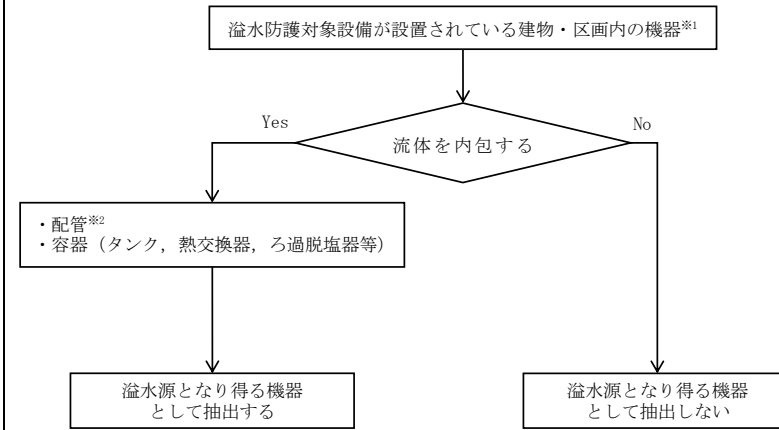 溢水防護対象設備が設置されている建物・区画内の機器※1
Yes
No
流体を内包する
・配管※2
・容器（タンク，熱交換器，ろ過脱塩器等）
溢水源となり得る機器
として抽出する
溢水源となり得る機器
として抽出しない